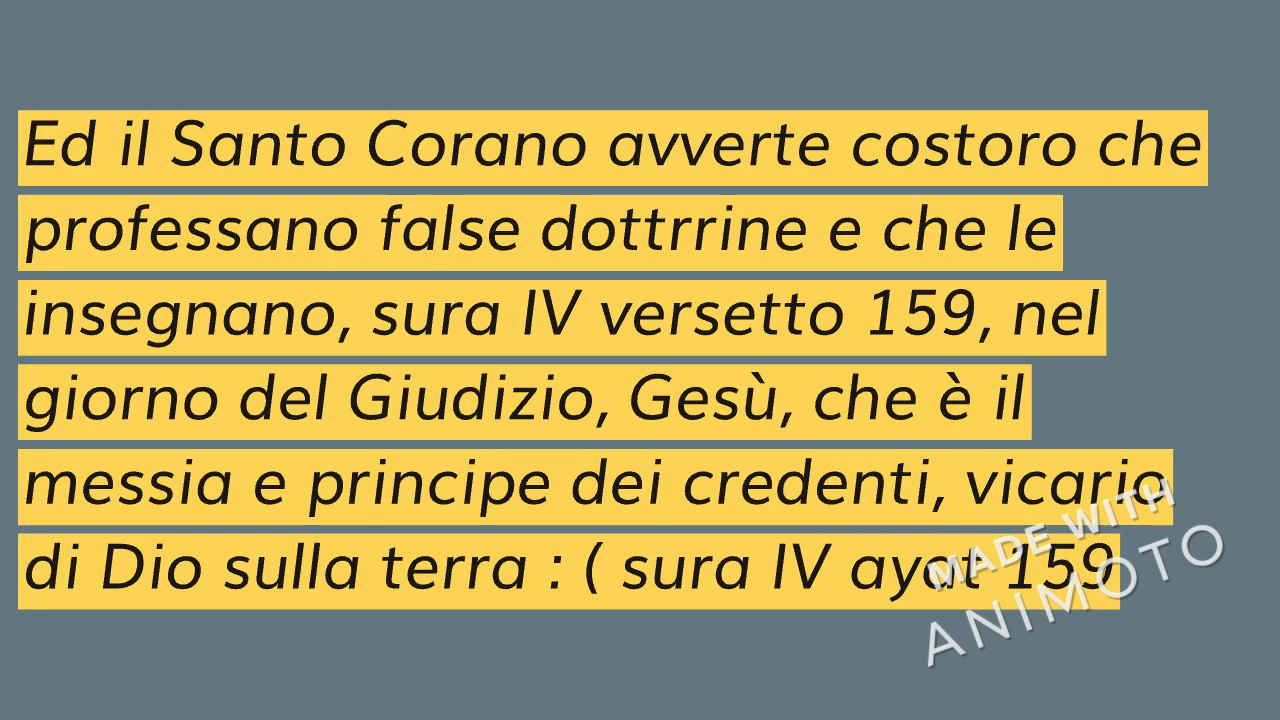 Ed il Santo Corano avverte costoro che
professano false dottrrine e che le
insegnano, sura IV versetto 159, nel
giorno del Giudizio, Gesù, che è il
messia e principe dei credenti, vicario
di Dio sulla terra : ( sura IV ayat 159
MADE WITH
ANIMOTO